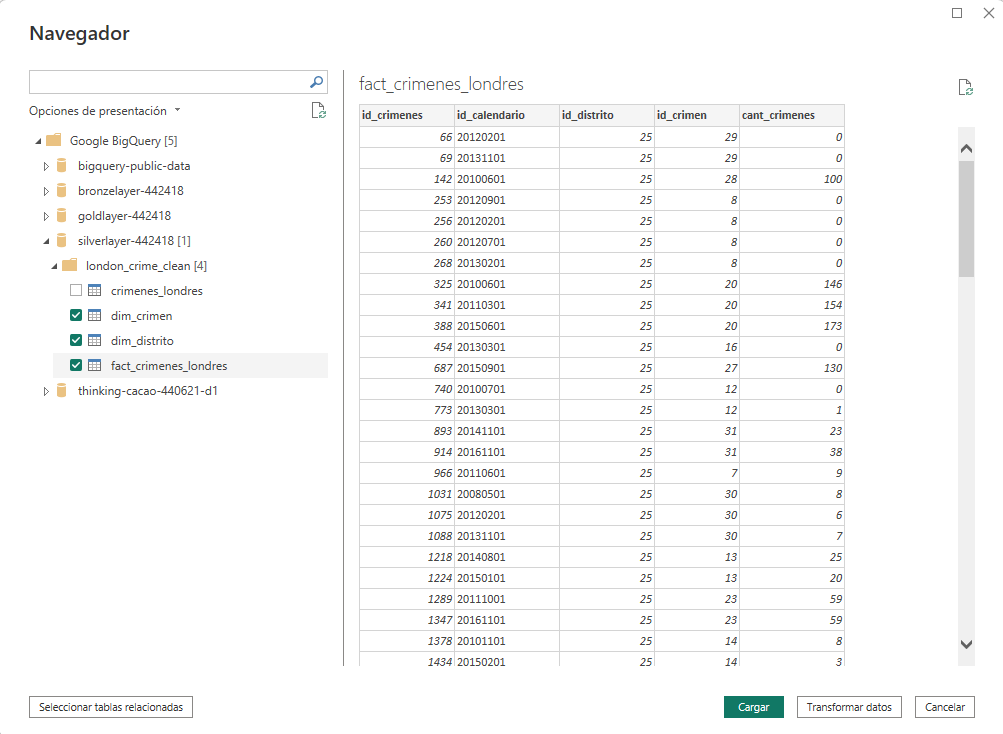 Navegador
Opciones de presentación
Google BigQuery [5]
bigquery-public-data
bronzelayer-442418
goldlayer-442418
silverlayer-442418 [1]
london_crime_clean [4]
crimenes_londres
dim_crimen
dim_distrito
fact_crimenes_londres
thinking-cacao-440621-d1
fact_crimenes_londres
id_crimenes id_calendario id_distrito id_crimen cant_crimenes
66 20120201 25 29 0
69 20131101 25 29 0
142 20100601 25 28 100
253 20120901 25 8 0
256 20120201 25 8 0
260 20120701 25 8 0
268 20130201 25 8 0
325 20100601 25 20 146
341 20110301 25 20 154
388 20150601 25 20 173
454 20130301 25 16 0
687 20150901 25 27 130
740 20100701 25 12 0
773 20130301 25 12 1
893 20141101 25 31 23
914 20161101 25 31 38
966 20110601 25 7 9
1031 20080501 25 30 8
1075 20120201 25 30 6
1088 20131101 25 30 7
1218 20140801 25 13 25
1224 20150101 25 13 20
1289 20111001 25 23 59
1347 20161101 25 23 59
1378 20101101 25 14 8
1434 20150201 25 14 3
Seleccionar tablas relacionadas
Cargar
Transformar datos
Cancelar